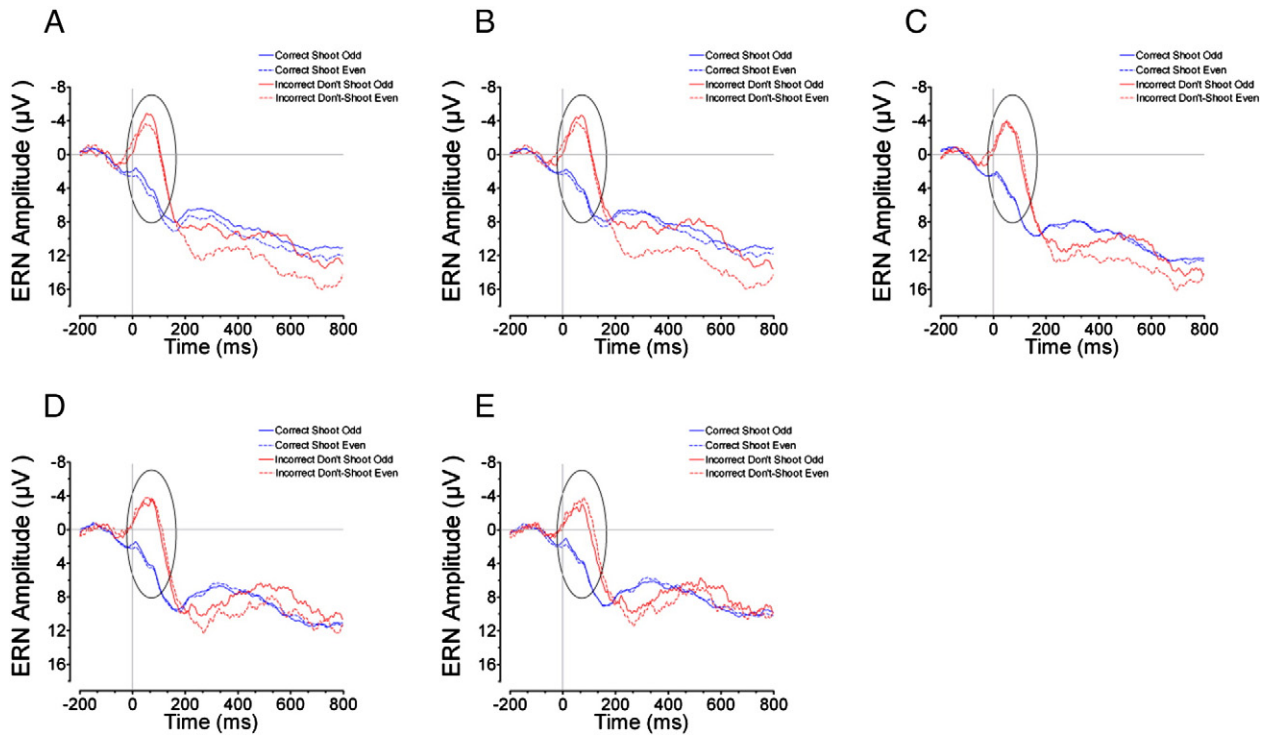 A
Correct Shoot Odd
Correct Shoot Even
Incorrect Don't Shoot Odd
Incorrect Don't-Shoot Even
ERN Amplitude (µV)
-8
-4
0
4
8
12
16
-200 0 200 400 600 800
Time (ms)
B
Correct Shoot Odd
Correct Shoot Even
Incorrect Don't Shoot Odd
Incorrect Don't-Shoot Even
ERN Amplitude (µV)
-8
-4
0
4
8
12
16
-200 0 200 400 600 800
Time (ms)
C
Correct Shoot Odd
Correct Shoot Even
Incorrect Don't Shoot Odd
Incorrect Don't-Shoot Even
ERN Amplitude (µV)
-8
-4
0
4
8
12
16
-200 0 200 400 600 800
Time (ms)
D
Correct Shoot Odd
Correct Shoot Even
Incorrect Don't Shoot Odd
Incorrect Don't-Shoot Even
ERN Amplitude (µV)
-8
-4
0
4
8
12
16
-200 0 200 400 600 800
Time (ms)
E
Correct Shoot Odd
Correct Shoot Even
Incorrect Don't Shoot Odd
Incorrect Don't-Shoot Even
ERN Amplitude (µV)
-8
-4
0
4
8
12
16
-200 0 200 400 600 800
Time (ms)